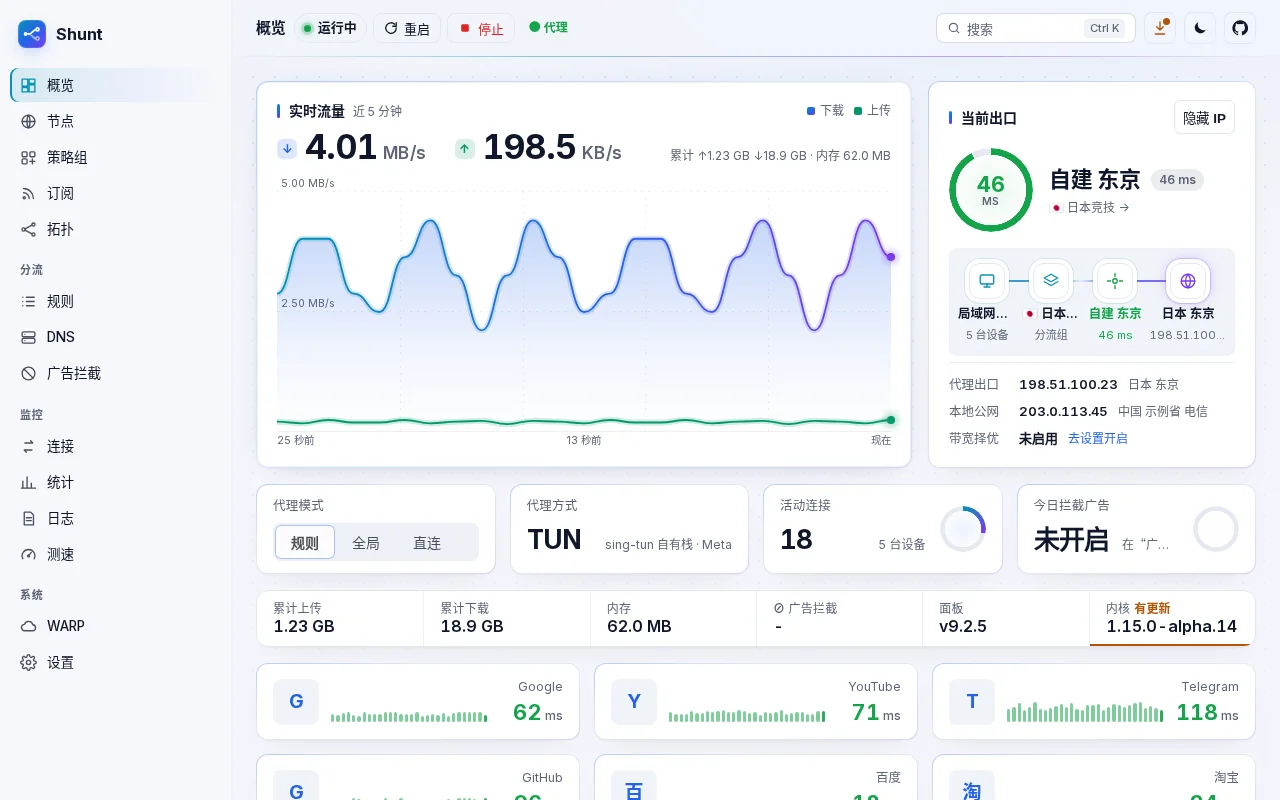 Shunt
概览
节点
策略组
订阅
拓扑
分流
规则
DNS
广告拦截
监控
连接
统计
日志
测速
系统
WARP
设置
概览
运行中
重启
停止
代理
搜索
Ctrl K
实时流量 近 5 分钟
下载 上传
4.01 MB/s
198.5 KB/s
累计 ↑1.23 GB ↓18.9 GB · 内存 62.0 MB
5.00 MB/s
2.50 MB/s
25 秒前
13 秒前
现在
当前出口
隐藏 IP
46
MS
自建 东京 46 ms
日本竞技 →
局域网…
5 台设备
日本…
分流组
自建 东京
46 ms
日本 东京
198.51.100…
代理出口 198.51.100.23 日本 东京
本地公网 203.0.113.45 中国 示例省 电信
带宽择优 未启用 去设置开启
代理模式
规则 全局 直连
代理方式
TUN sing-tun 自有栈 · Meta
活动连接
18 5 台设备
今日拦截广告
未开启 在“广…
累计上传
1.23 GB
累计下载
18.9 GB
内存
62.0 MB
广告拦截
-
面板
v9.2.5
内核 有更新
1.15.0-alpha.14
G
Google
62 ms
Y
YouTube
71 ms
T
Telegram
118 ms
G
GitHub
百
百度
淘
淘宝